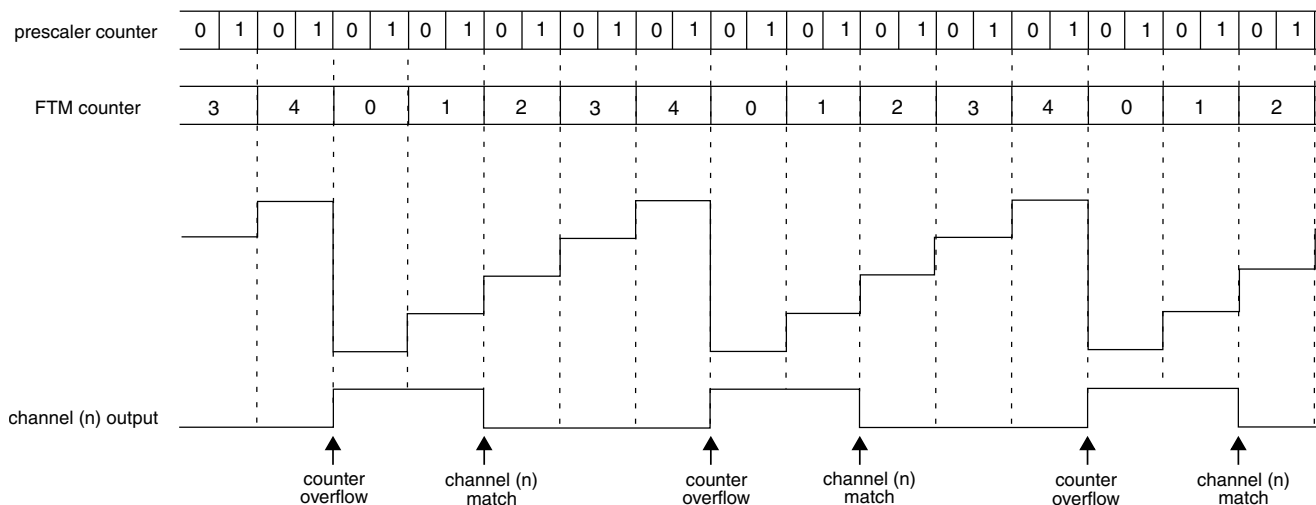 prescaler counter 0 1 0 1 0 1 0 1 0 1 0 1 0 1 0 1 0 1 0 1 0 1 0 1 0 1 0 1 0 1
FTM counter 3 4 0 1 2 3 4 0 1 2 3 4 0 1 2
channel (n) output
counter overflow
channel (n) match
counter overflow
channel (n) match
counter overflow
channel (n) match